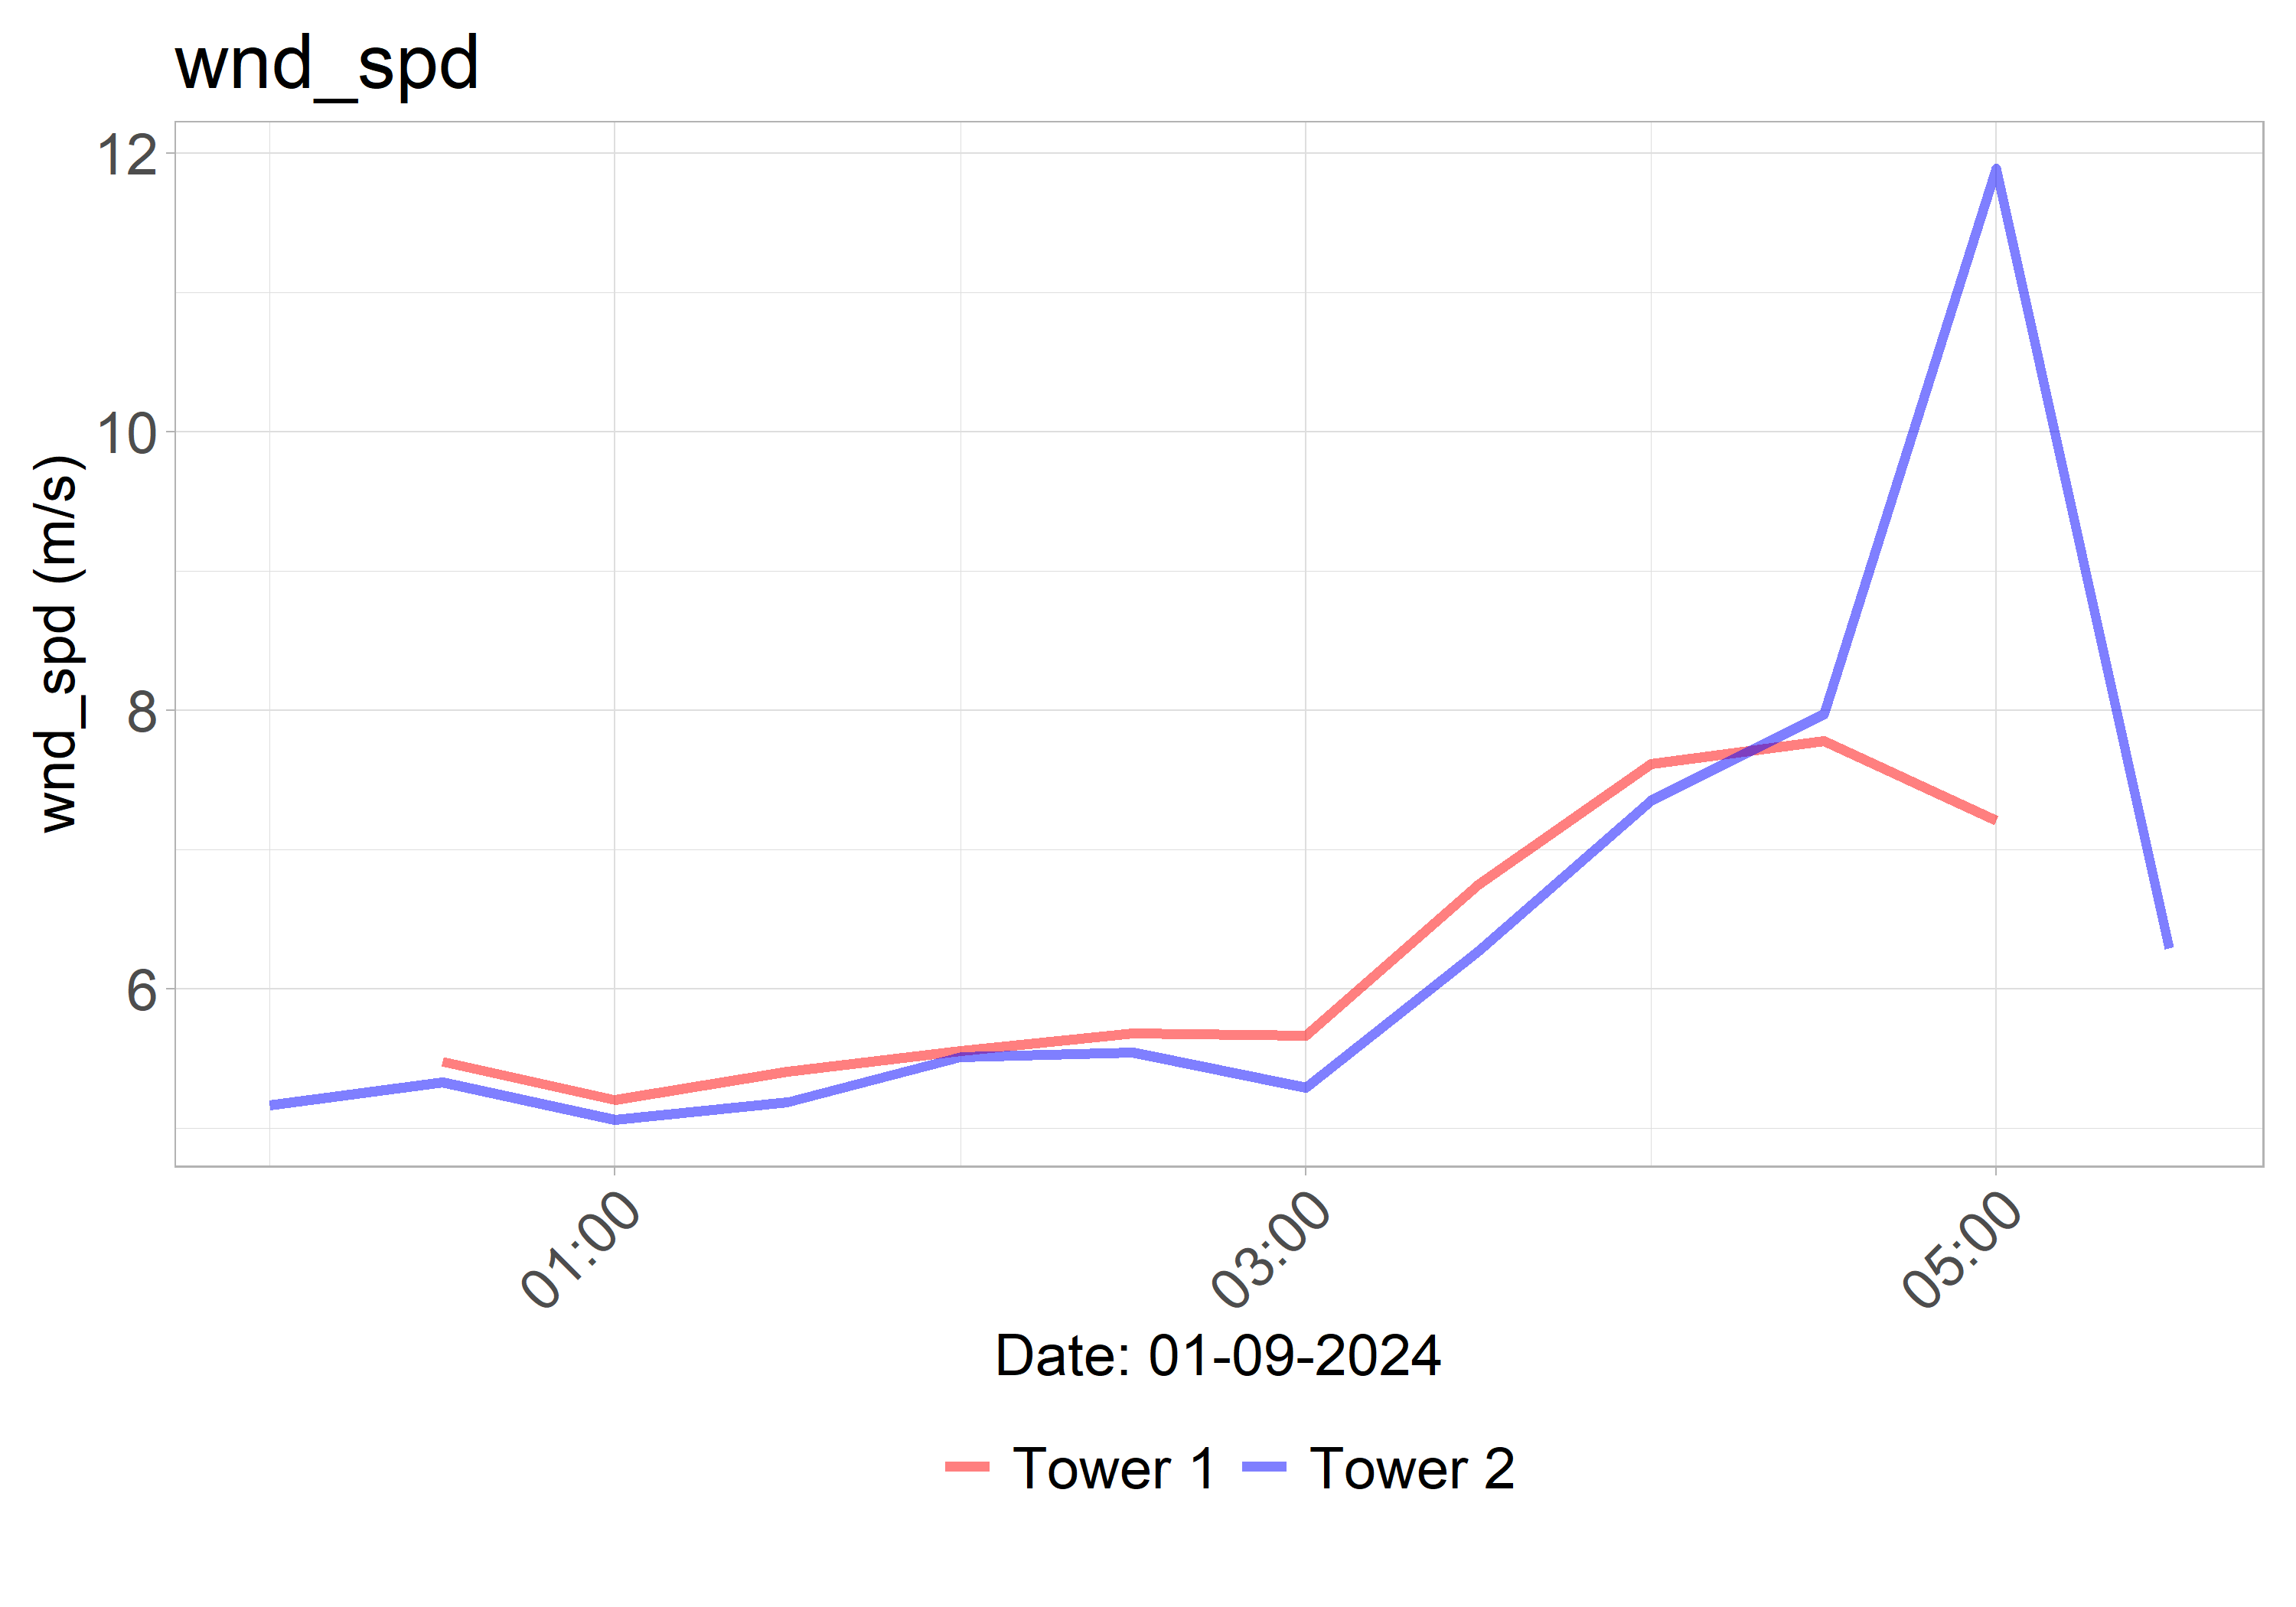 wnd_spd
12
10
8
6
wnd_spd (m/s)
01:00 03:00 05:00
Date: 01-09-2024
Tower 1 Tower 2